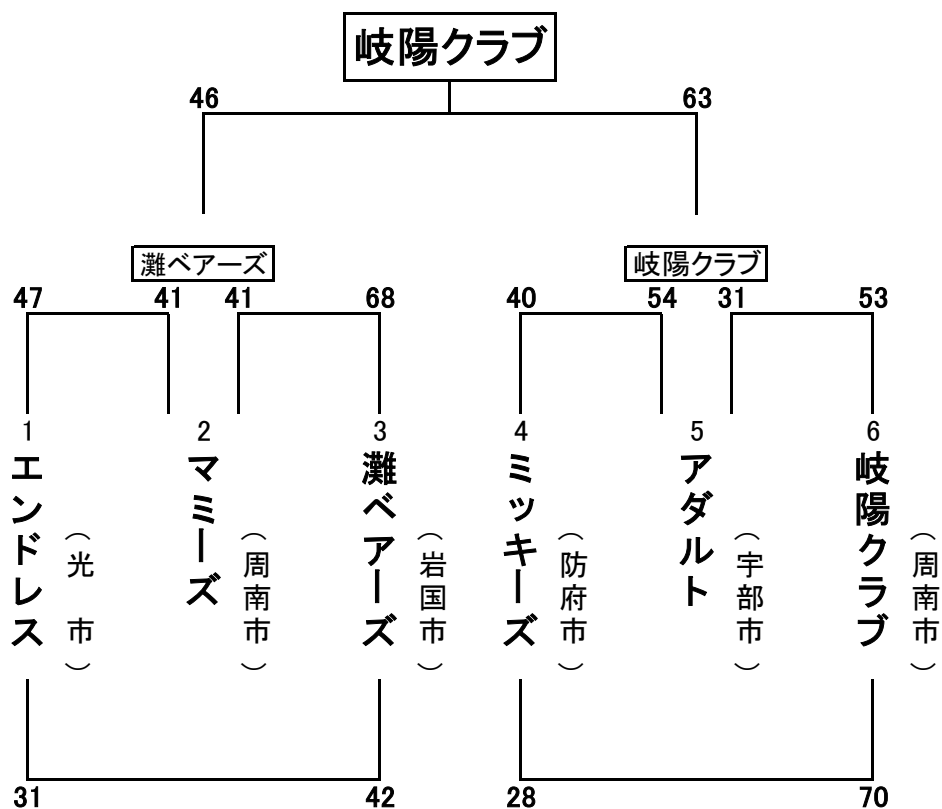 岐陽クラブ
46 63
灘ベアーズ 岐陽クラブ
47 41 41 68 40 54 31 53
1 2 3 4 5 6
エンドレス
（光 市）
マミーズ
（周南市）
灘ベアーズ
（岩国市）
ミッキーズ
（防府市）
アダルト
（宇部市）
岐陽クラブ
（周南市）
31 42 28 70